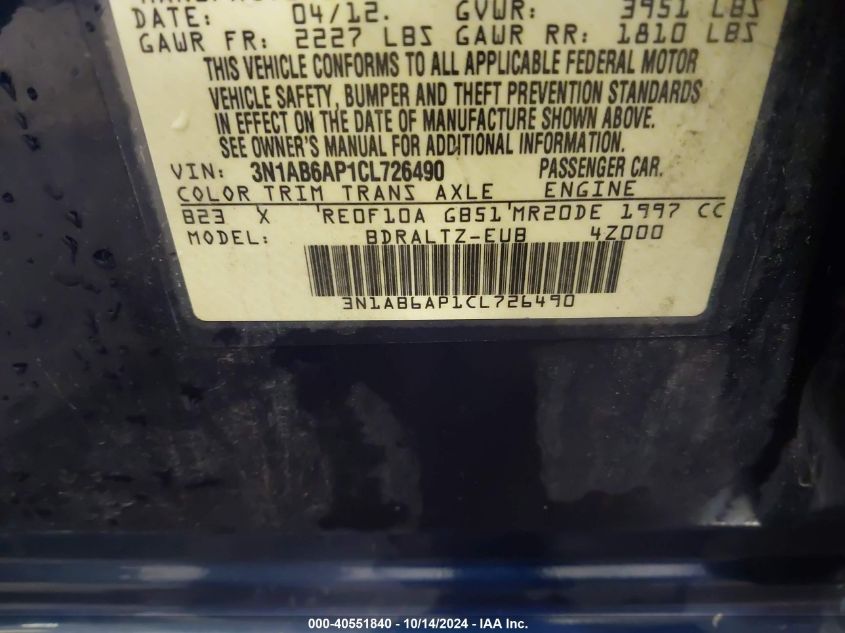 DATE: 04/12. GVWR: 3951 LBS
GAWR FR: 2227 LBS GAWR RR: 1810 LBS
THIS VEHICLE CONFORMS TO ALL APPLICABLE FEDERAL MOTOR
VEHICLE SAFETY, BUMPER AND THEFT PREVENTION STANDARDS
IN EFFECT ON THE DATE OF MANUFACTURE SHOWN ABOVE.
SEE OWNER'S MANUAL FOR ADDITIONAL INFORMATION.
VIN: 3N1AB6AP1CL726490 PASSENGER CAR.
COLOR TRIM TRANS AXLE ENGINE
B23 X RE0F10A GB51 MR20DE 1997 CC
MODEL: BDRALTZ-EUB 4Z000
3N1AB6AP1CL726490
000-40551840 - 10/14/2024 - IAA Inc.